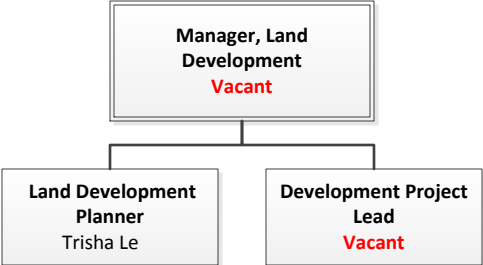 Manager, Land
Development
Vacant
Land Development
Planner
Trisha Le
Development Project
Lead
Vacant